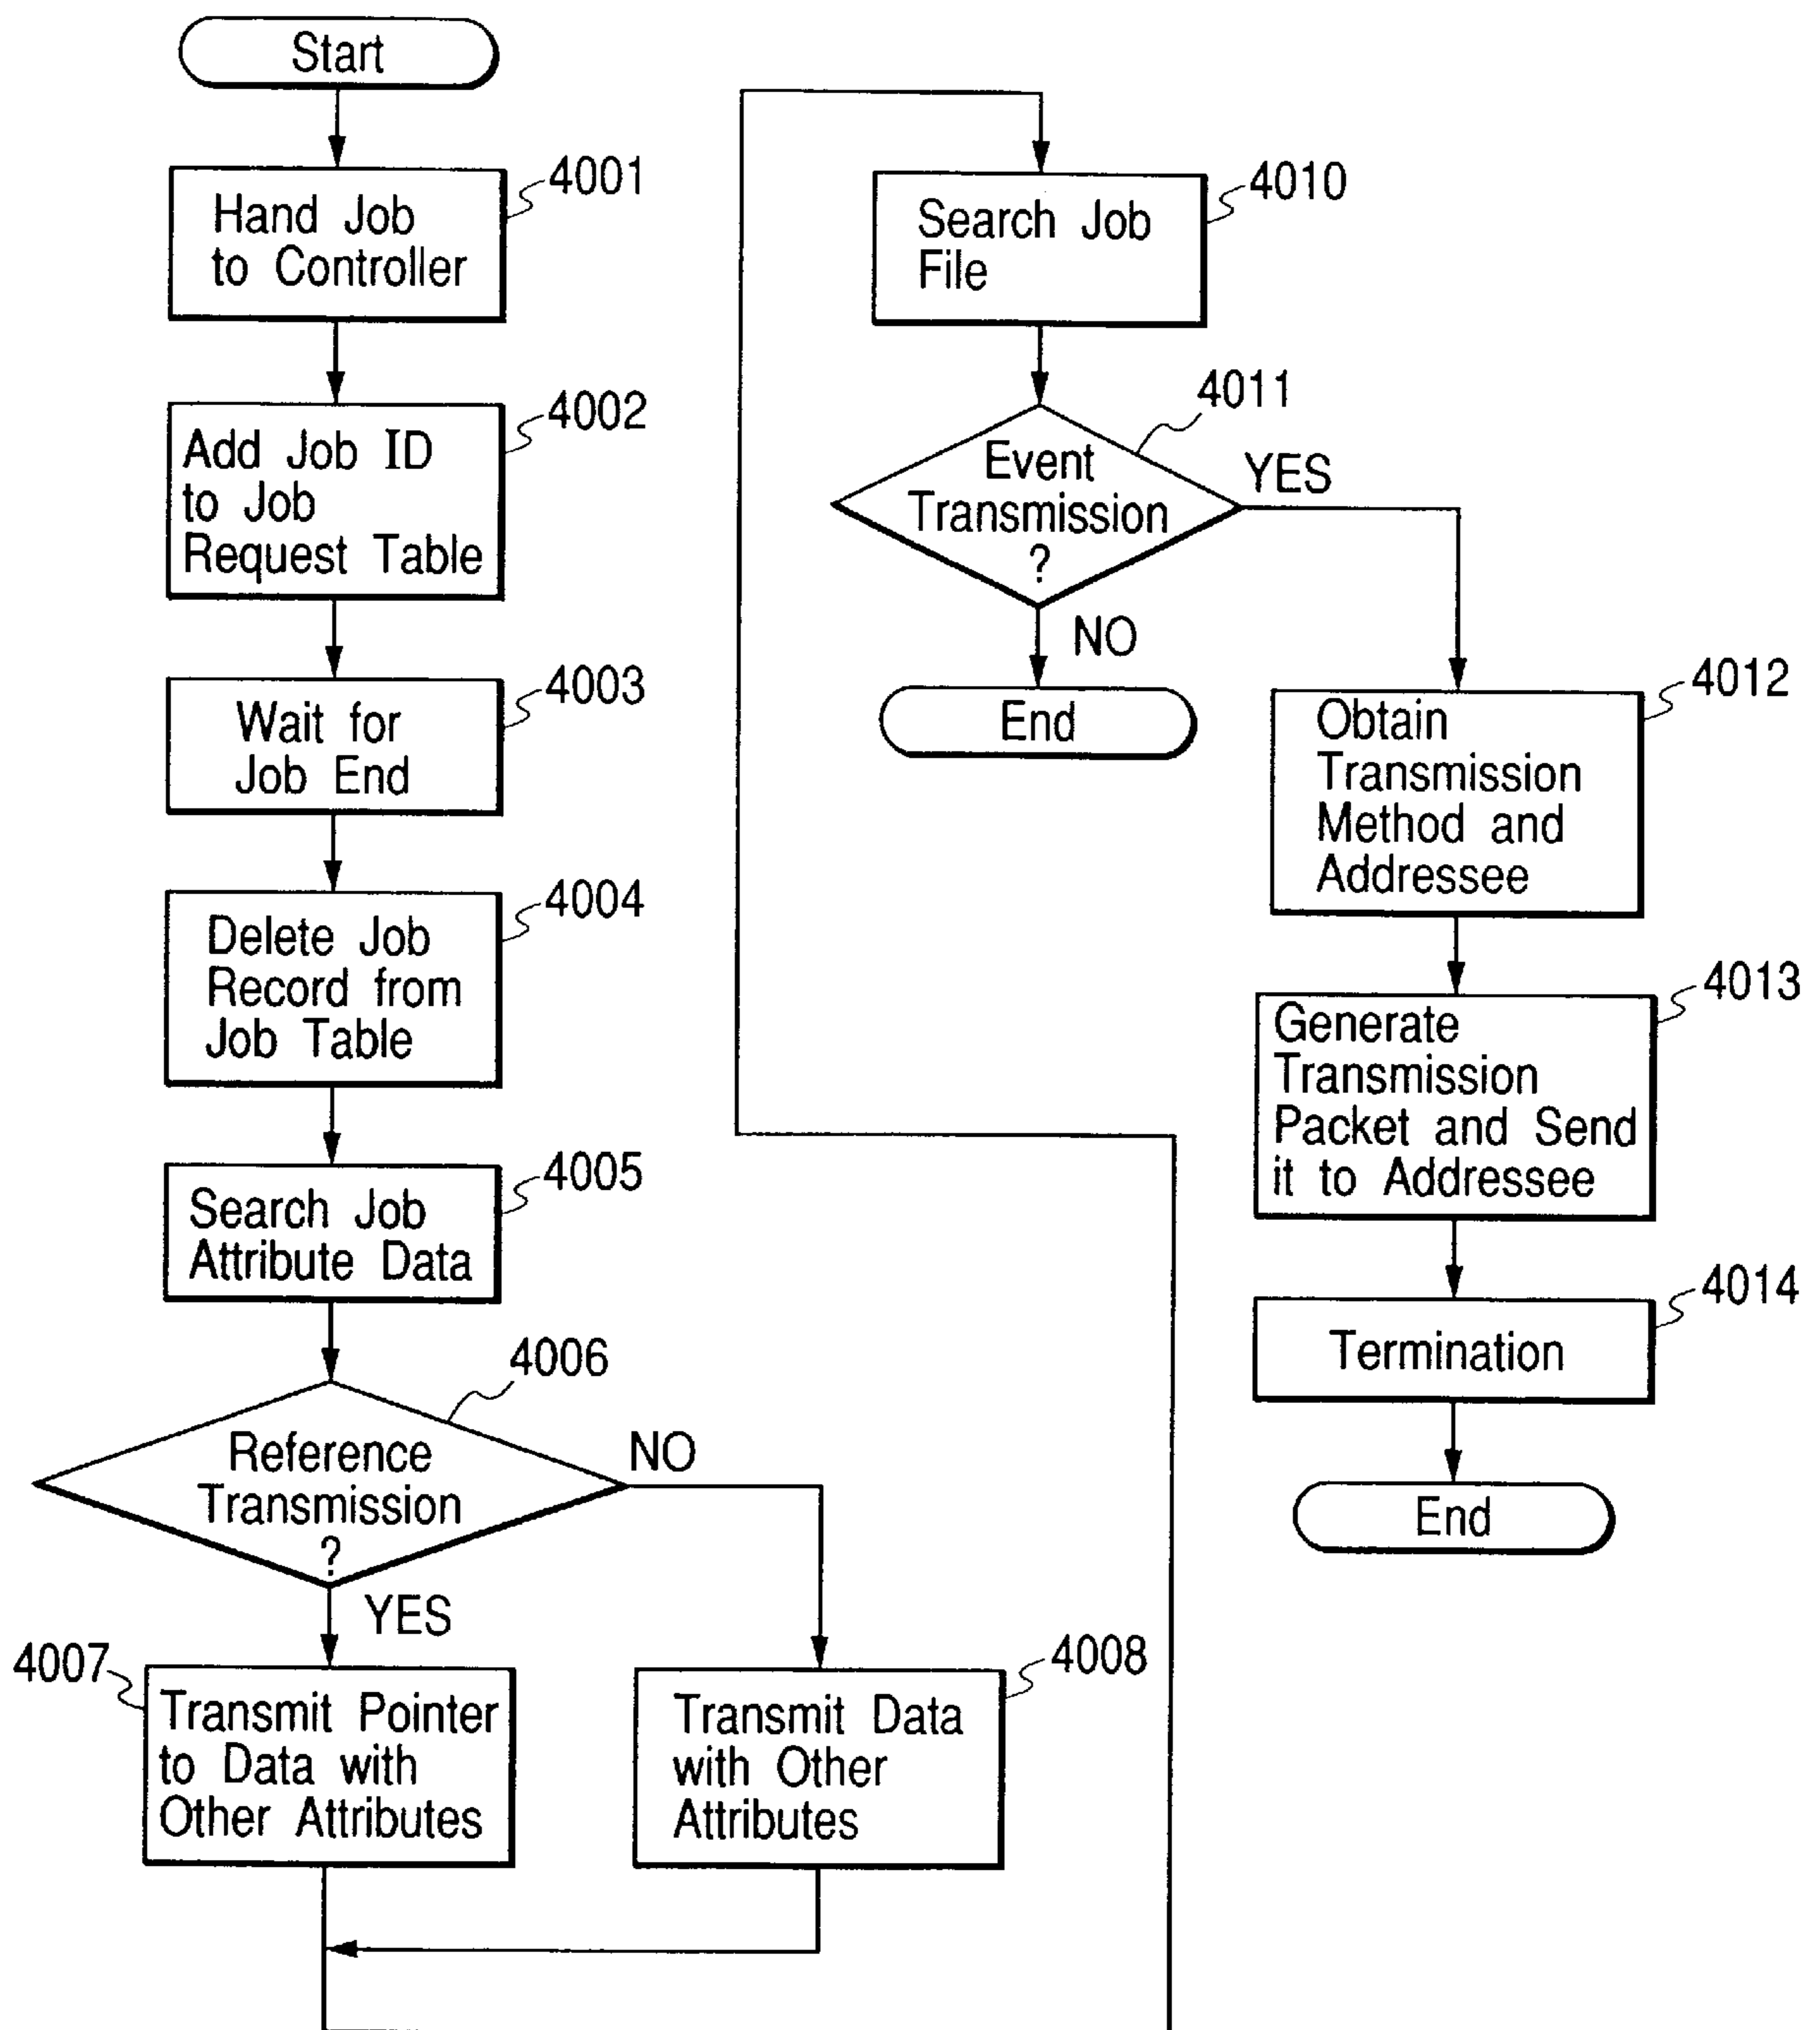 Start
4001
Hand Job
to Controller
4002
Add Job ID
to Job
Request Table
4003
Wait for
Job End
4004
Delete Job
Record from
Job Table
4005
Search Job
Attribute Data
4006
Reference
Transmission
?
NO
YES
4007
Transmit Pointer
to Data with
Other Attributes
4008
Transmit Data
with Other
Attributes
4010
Search Job
File
4011
Event
Transmission
?
YES
NO
End
4012
Obtain
Transmission
Method and
Addressee
4013
Generate
Transmission
Packet and Send
it to Addressee
4014
Termination
End